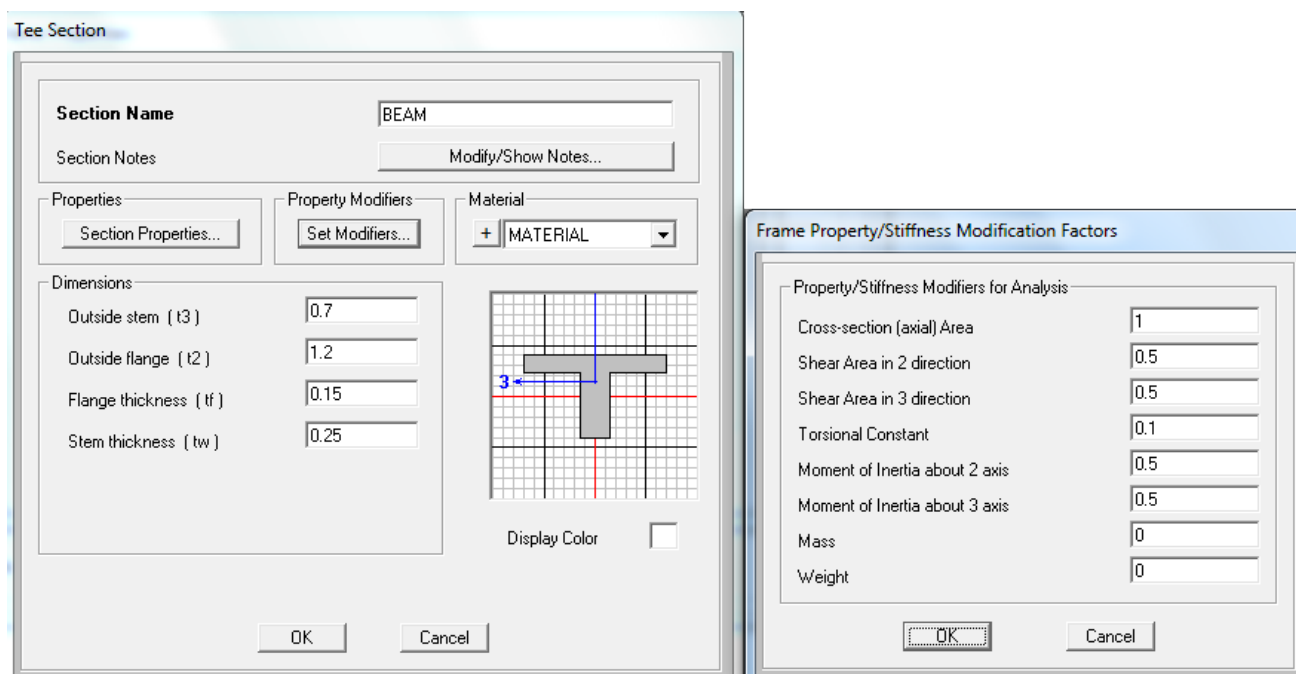 Tee Section
Section Name BEAM
Section Notes Modify/Show Notes...
Properties Property Modifiers Material
Section Properties... Set Modifiers... + MATERIAL
Dimensions
Outside stem ( t3 ) 0.7
Outside flange ( t2 ) 1.2
Flange thickness ( tf ) 0.15
Stem thickness ( tw ) 0.25
3
Display Color
OK Cancel
Frame Property/Stiffness Modification Factors
Property/Stiffness Modifiers for Analysis
Cross-section (axial) Area 1
Shear Area in 2 direction 0.5
Shear Area in 3 direction 0.5
Torsional Constant 0.1
Moment of Inertia about 2 axis 0.5
Moment of Inertia about 3 axis 0.5
Mass 0
Weight 0
OK Cancel